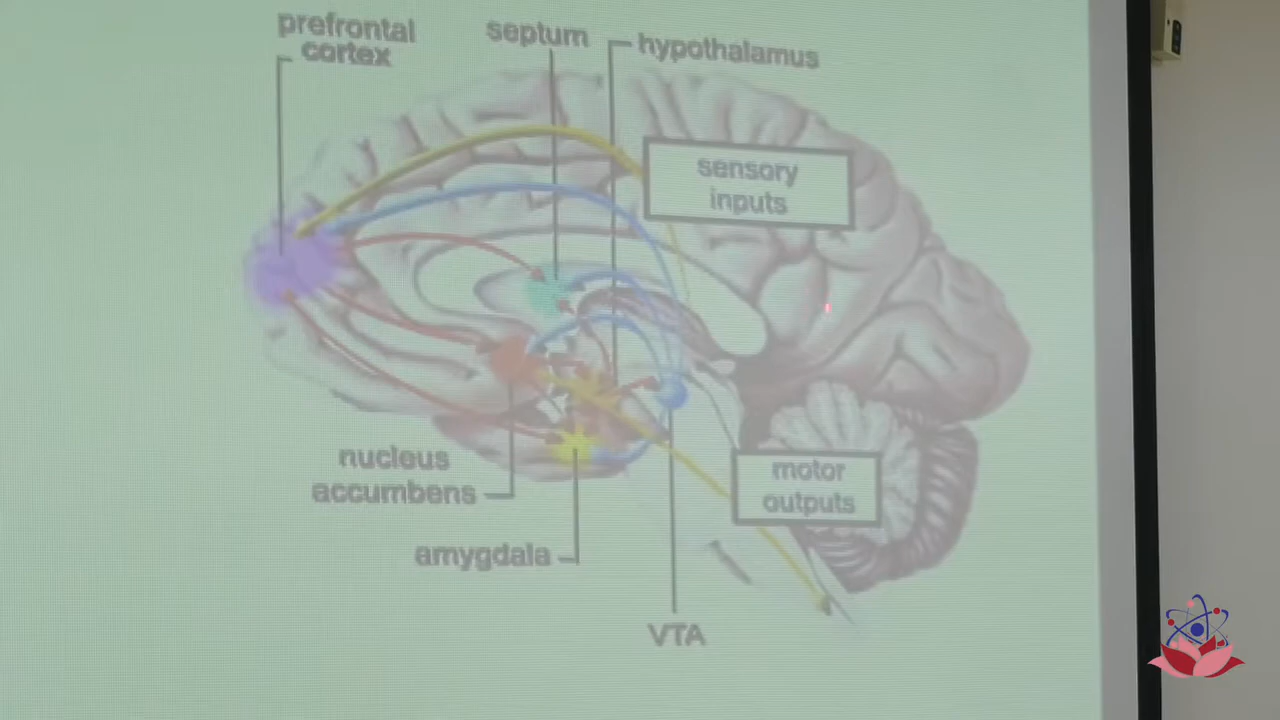 prefrontal
cortex
septum
hypothalamus
sensory
inputs
nucleus
accumbens
motor
outputs
amygdala
VTA